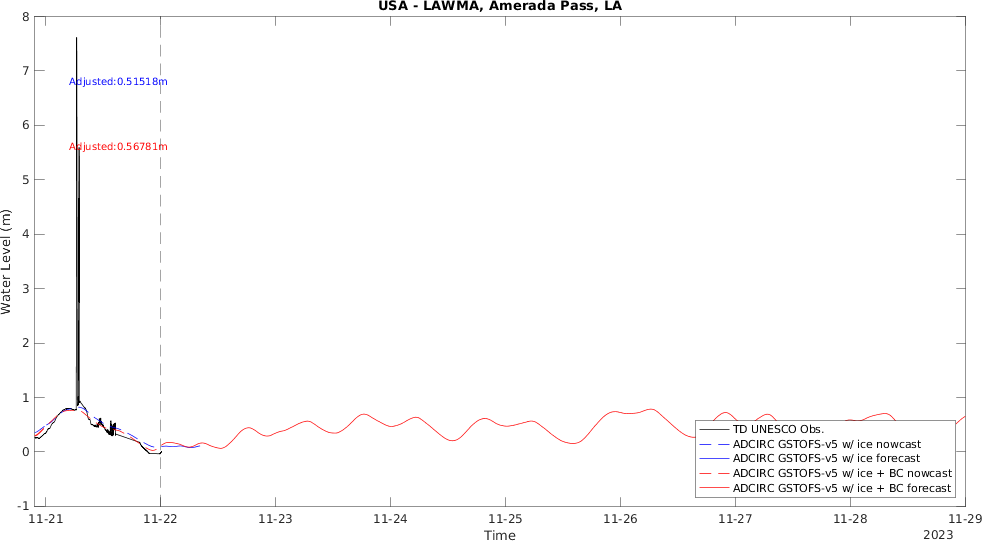 USA - LAWMA, Amerada Pass, LA
8
7
6
5
4
3
2
1
0
-1
Water Level (m)
Adjusted:0.51518m
Adjusted:0.56781m
TD UNESCO Obs.
ADCIRC GSTOFS-v5 w/ ice nowcast
ADCIRC GSTOFS-v5 w/ ice forecast
ADCIRC GSTOFS-v5 w/ ice + BC nowcast
ADCIRC GSTOFS-v5 w/ ice + BC forecast
11-21 11-22 11-23 11-24 11-25 11-26 11-27 11-28 11-29
Time
2023